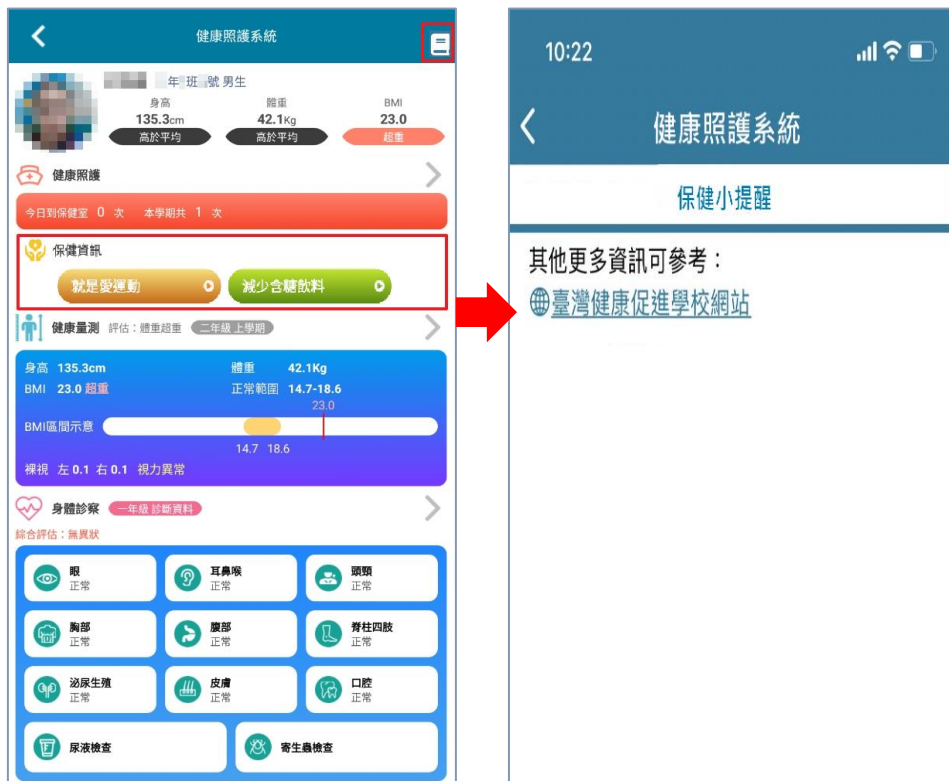 健康照護系統
年 班 號 男生
身高 體重 BMI
135.3cm 42.1Kg 23.0
高於平均 高於平均 超重
健康照護
今日到保健室 0 次 本學期共 1 次
保健資訊
就是愛運動 減少含糖飲料
健康量測 評估：體重超重 二年級 上學期
身高 135.3cm 體重 42.1Kg
BMI 23.0 超重 正常範圍 14.7-18.6
23.0
BMI區間示意
14.7 18.6
裸視 左 0.1 右 0.1 視力異常
身體診察 一年級 診斷資料
綜合評估：無異狀
眼 耳鼻喉 頭頸
正常 正常 正常
胸部 腹部 脊柱四肢
正常 正常 正常
泌尿生殖 皮膚 口腔
正常 正常 正常
尿液檢查 寄生蟲檢查
10:22
健康照護系統
保健小提醒
其他更多資訊可參考：
臺灣健康促進學校網站